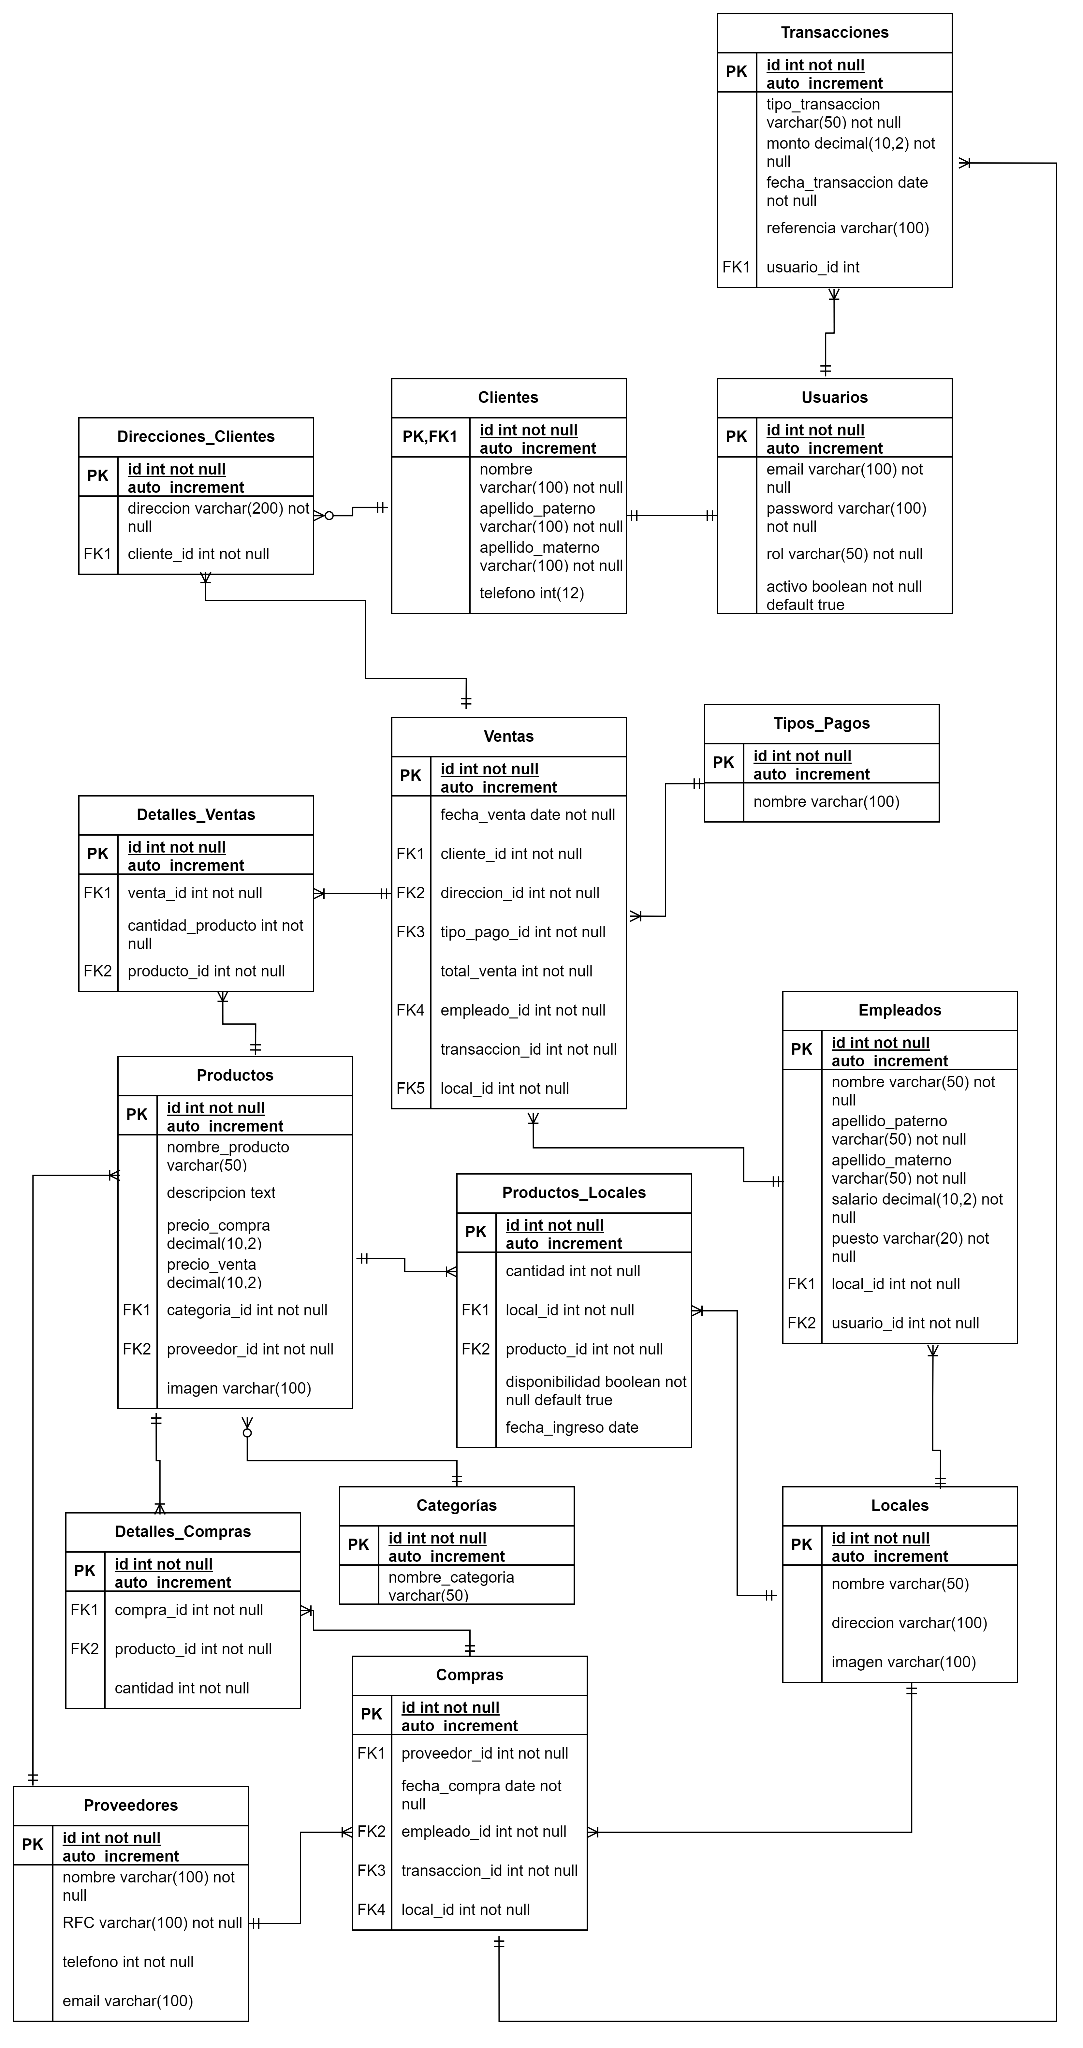 Transacciones
PK
id int not null
auto_increment
tipo_transaccion
varchar(50) not null
monto decimal(10,2) not
null
fecha_transaccion date
not null
referencia varchar(100)
FK1
usuario_id int
Clientes
PK,FK1
id int not null
auto_increment
nombre
varchar(100) not null
apellido_paterno
varchar(100) not null
apellido_materno
varchar(100) not null
telefono int(12)
Usuarios
PK
id int not null
auto_increment
email varchar(100) not
null
password varchar(100)
not null
rol varchar(50) not null
activo boolean not null
default true
Direcciones_Clientes
PK
id int not null
auto_increment
direccion varchar(200) not
null
FK1
cliente_id int not null
Ventas
PK
id int not null
auto_increment
fecha_venta date not null
FK1
cliente_id int not null
FK2
direccion_id int not null
FK3
tipo_pago_id int not null
total_venta int not null
FK4
empleado_id int not null
transaccion_id int not null
FK5
local_id int not null
Tipos_Pagos
PK
id int not null
auto_increment
nombre varchar(100)
Detalles_Ventas
PK
id int not null
auto_increment
FK1
venta_id int not null
cantidad_producto int not
null
FK2
producto_id int not null
Empleados
PK
id int not null
auto_increment
nombre varchar(50) not
null
apellido_paterno
varchar(50) not null
apellido_materno
varchar(50) not null
salario decimal(10,2) not
null
puesto varchar(20) not
null
FK1
local_id int not null
FK2
usuario_id int not null
Productos
PK
id int not null
auto_increment
nombre_producto
varchar(50)
descripcion text
precio_compra
decimal(10,2)
precio_venta
decimal(10,2)
FK1
categoria_id int not null
FK2
proveedor_id int not null
imagen varchar(100)
Productos_Locales
PK
id int not null
auto_increment
cantidad int not null
FK1
local_id int not null
FK2
producto_id int not null
disponibilidad boolean not
null default true
fecha_ingreso date
Categorías
PK
id int not null
auto_increment
nombre_categoria
varchar(50)
Locales
PK
id int not null
auto_increment
nombre varchar(50)
direccion varchar(100)
imagen varchar(100)
Detalles_Compras
PK
id int not null
auto_increment
FK1
compra_id int not null
FK2
producto_id int not null
cantidad int not null
Compras
PK
id int not null
auto_increment
FK1
proveedor_id int not null
fecha_compra date not
null
FK2
empleado_id int not null
FK3
transaccion_id int not null
FK4
local_id int not null
Proveedores
PK
id int not null
auto_increment
nombre varchar(100) not
null
RFC varchar(100) not null
telefono int not null
email varchar(100)